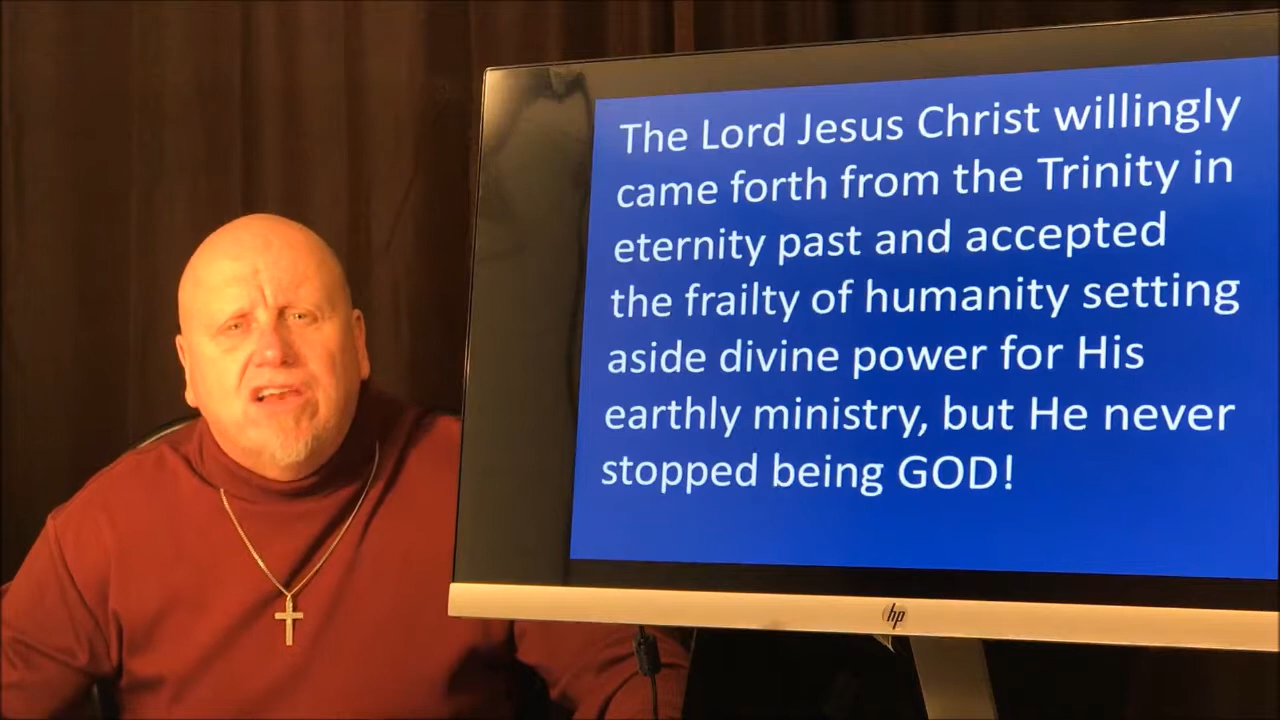 The Lord Jesus Christ willingly
came forth from the Trinity in
eternity past and accepted
the frailty of humanity setting
aside divine power for His
earthly ministry, but He never
stopped being GOD!
hp